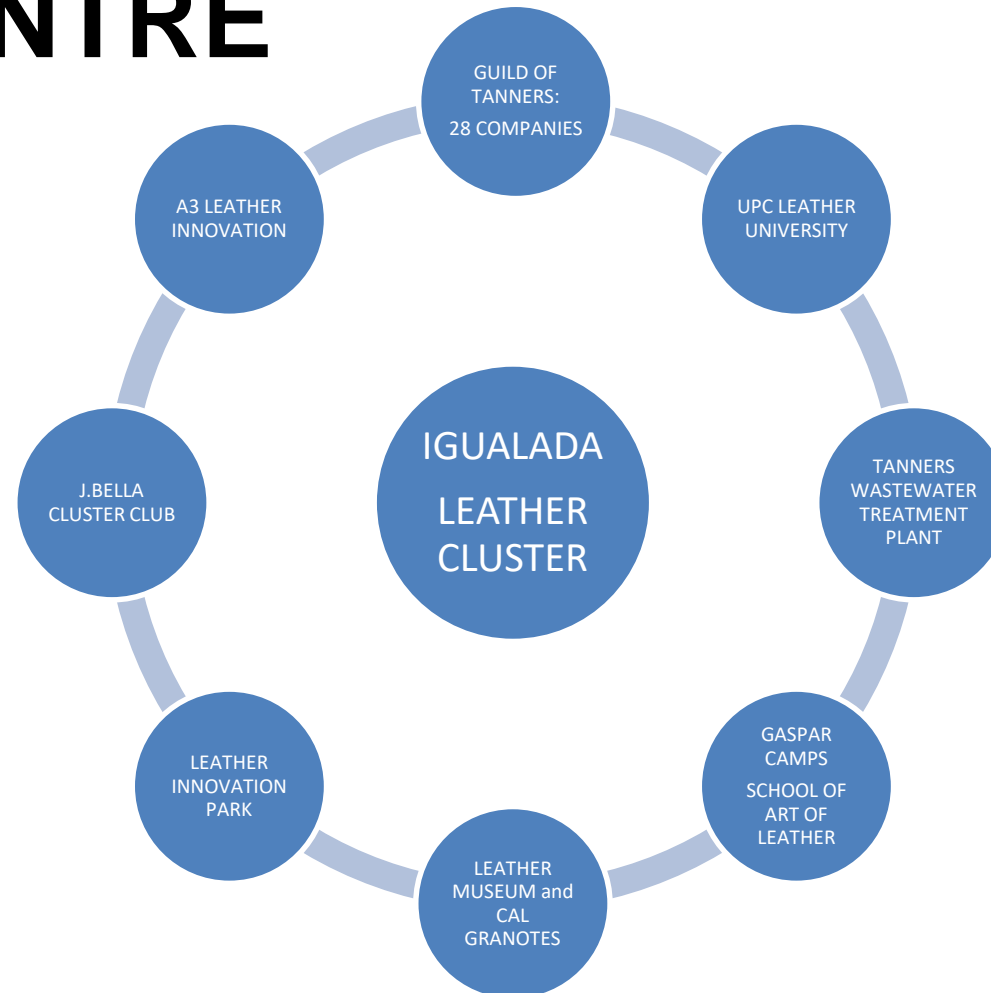 NTRE
GUILD OF
TANNERS:
28 COMPANIES
UPC LEATHER
UNIVERSITY
TANNERS
WASTEWATER
TREATMENT
PLANT
GASPAR
CAMPS
SCHOOL OF
ART OF
LEATHER
LEATHER
MUSEUM and
CAL
GRANOTES
LEATHER
INNOVATION
PARK
J.BELLA
CLUSTER CLUB
A3 LEATHER
INNOVATION
IGUALADA
LEATHER
CLUSTER